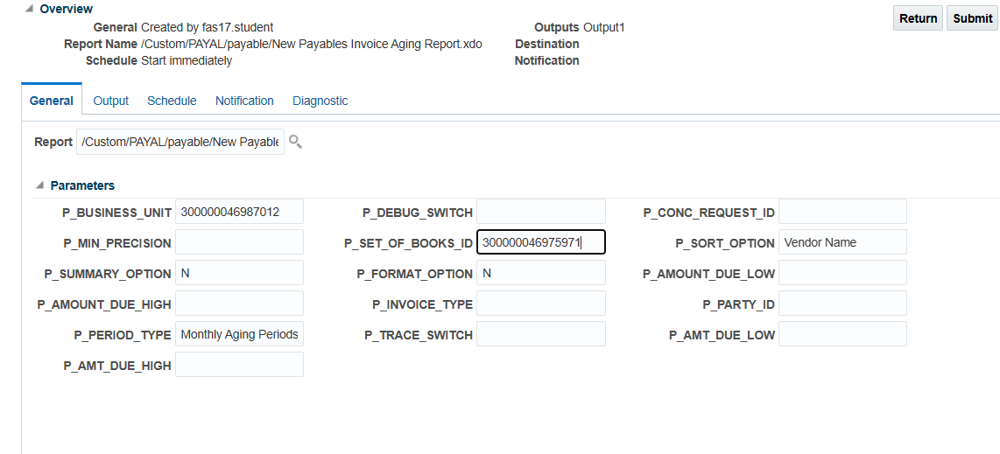 Overview
General Created by fas17.student
Outputs Output1
Return
Submit
Report Name /Custom/PAYAL/payable/New Payables Invoice Aging Report.xdo
Destination
Schedule Start immediately
Notification
General
Output
Schedule
Notification
Diagnostic
Report /Custom/PAYAL/payable/New Payable
Parameters
P_BUSINESS_UNIT 300000046987012
P_DEBUG_SWITCH
P_CONC_REQUEST_ID
P_MIN_PRECISION
P_SET_OF_BOOKS_ID 300000046975971
P_SORT_OPTION Vendor Name
P_SUMMARY_OPTION N
P_FORMAT_OPTION N
P_AMOUNT_DUE_LOW
P_AMOUNT_DUE_HIGH
P_INVOICE_TYPE
P_PARTY_ID
P_PERIOD_TYPE Monthly Aging Periods
P_TRACE_SWITCH
P_AMT_DUE_LOW
P_AMT_DUE_HIGH